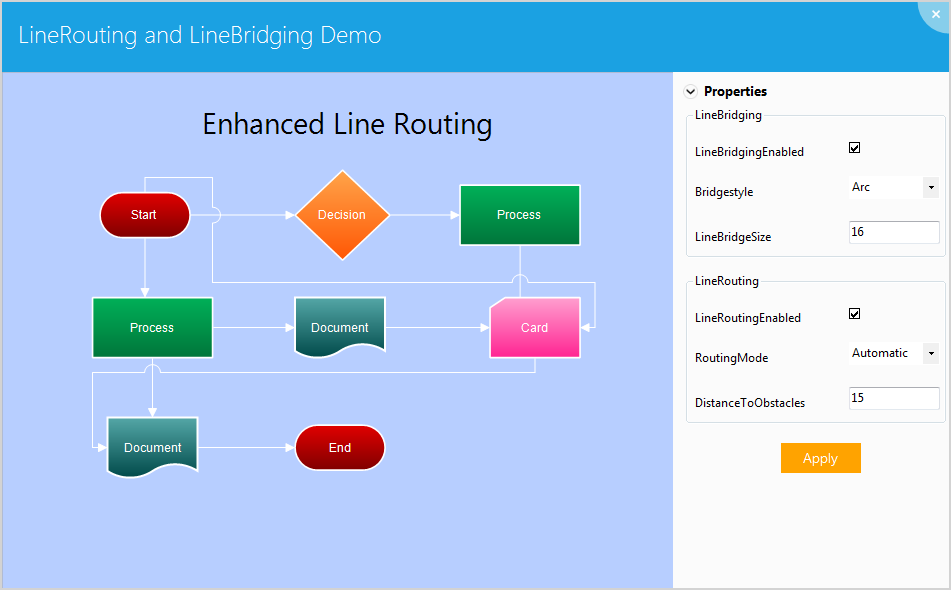 LineRouting and LineBridging Demo
Enhanced Line Routing
Start
Decision
Process
Process
Document
Card
Document
End
Properties
LineBridging
LineBridgingEnabled
Bridgestyle
Arc
LineBridgeSize
16
LineRouting
LineRoutingEnabled
RoutingMode
Automatic
DistanceToObstacles
15
Apply